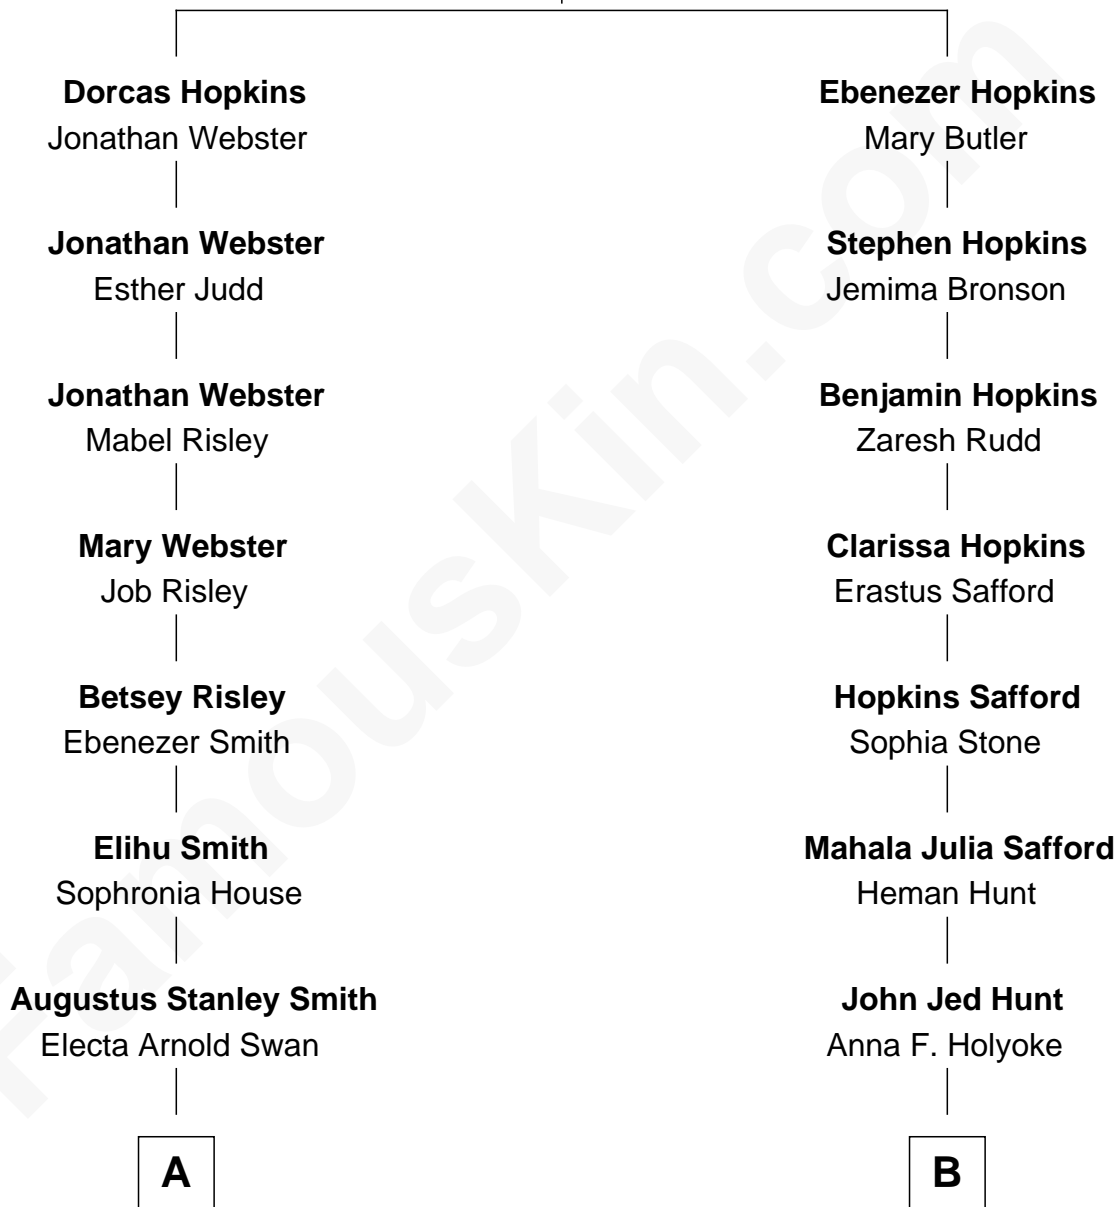 Dorcas Hopkins
Jonathan Webster
Jonathan Webster
Esther Judd
Jonathan Webster
Mabel Risley
Mary Webster
Job Risley
Betsey Risley
Ebenezer Smith
Elihu Smith
Sophronia House
Augustus Stanley Smith
Electa Arnold Swan
A
Ebenezer Hopkins
Mary Butler
Stephen Hopkins
Jemima Bronson
Benjamin Hopkins
Zaresh Rudd
Clarissa Hopkins
Erastus Safford
Hopkins Safford
Sophia Stone
Mahala Julia Safford
Heman Hunt
John Jed Hunt
Anna F. Holyoke
B
FamousKin.com